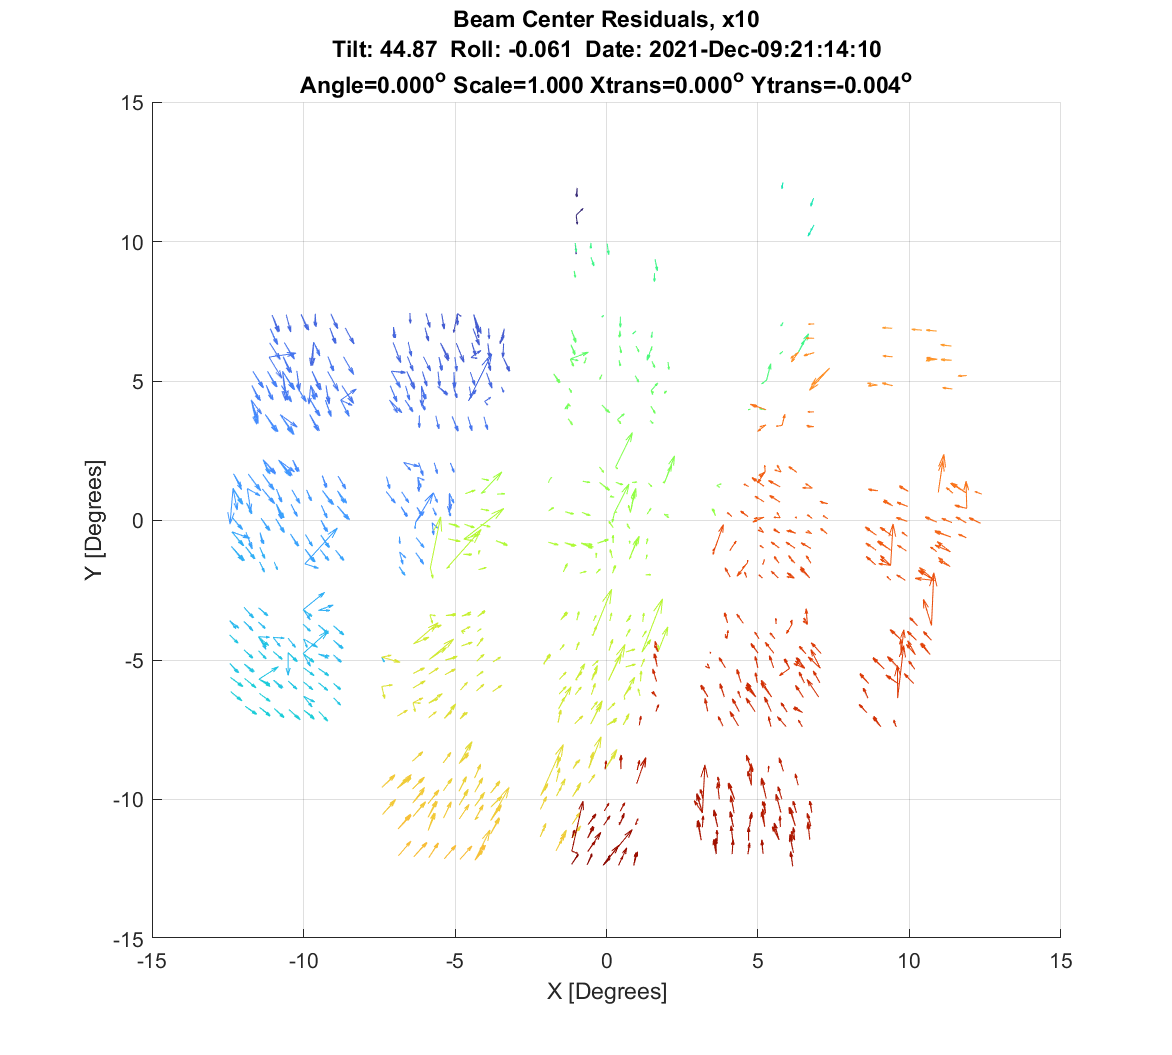 Beam Center Residuals, x10
Tilt: 44.87 Roll: -0.061 Date: 2021-Dec-09:21:14:10
Angle=0.000° Scale=1.000 Xtrans=0.000° Ytrans=-0.004°
15
10
5
0
-5
-10
-15
Y [Degrees]
-15 -10 -5 0 5 10 15
X [Degrees]